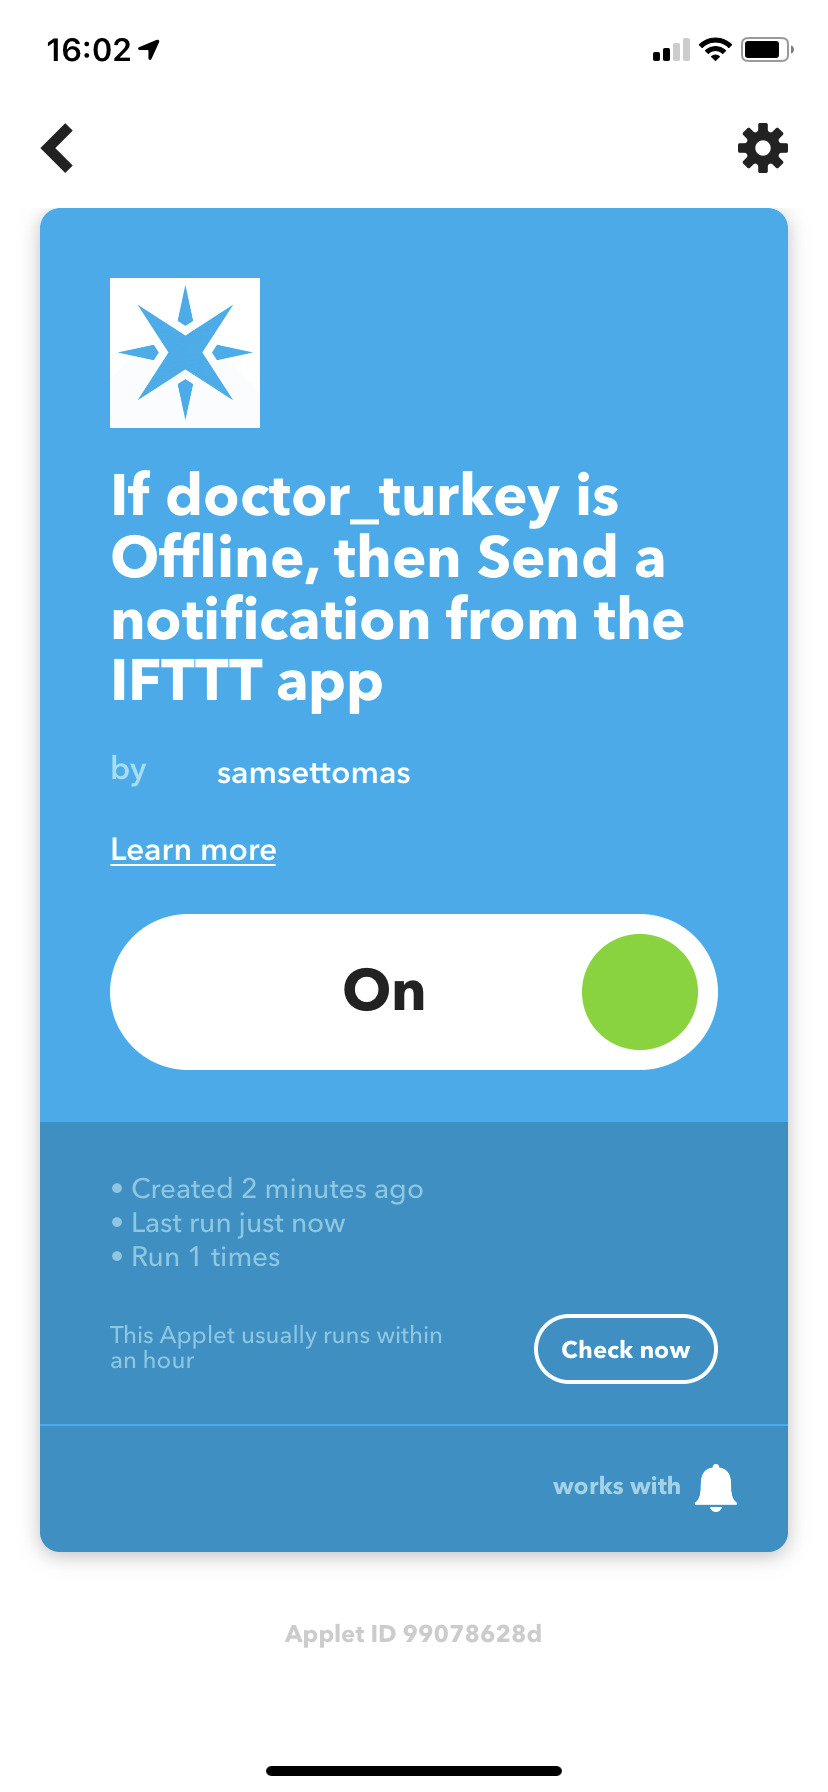 16:02
If doctor_turkey is
Offline, then Send a
notification from the
IFTTT app
by samsettomas
Learn more
On
• Created 2 minutes ago
• Last run just now
• Run 1 times
This Applet usually runs within
an hour
Check now
works with
Applet ID 99078628d